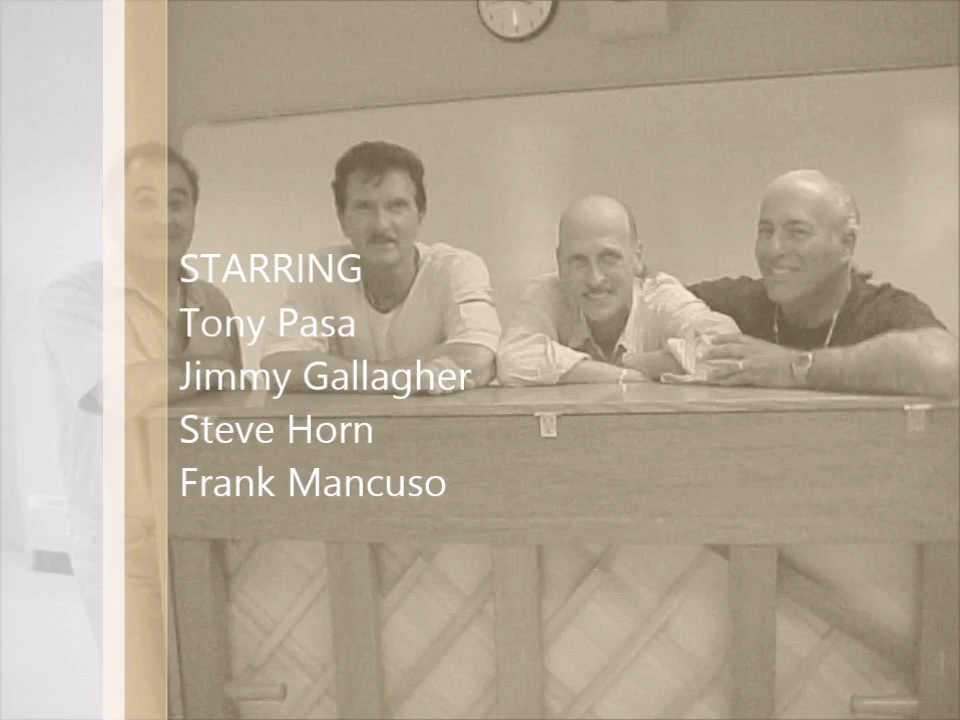 STARRING
Tony Pasa
Jimmy Gallagher
Steve Horn
Frank Mancuso